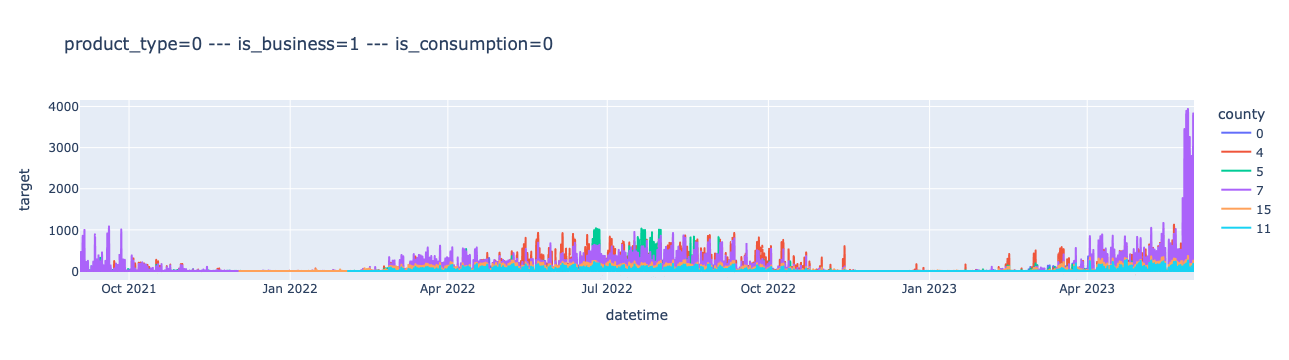 product_type=0 --- is_business=1 --- is_consumption=0
4000
3000
2000
1000
0
target
Oct 2021
Jan 2022
Apr 2022
Jul 2022
Oct 2022
Jan 2023
Apr 2023
datetime
county
0
4
5
7
15
11